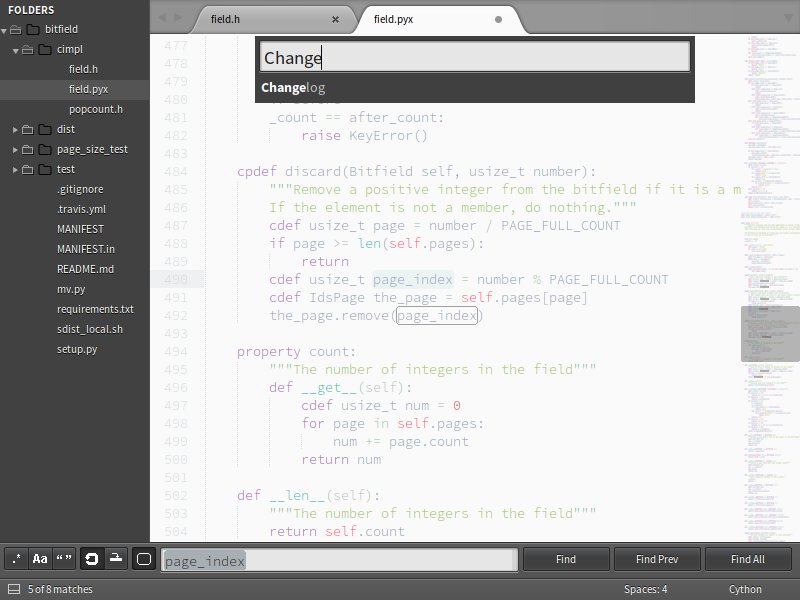 FOLDERS
bitfield
cimpl
field.h
field.pyx
popcount.h
dist
page_size_test
test
.gitignore
.travis.yml
MANIFEST
MANIFEST.in
README.md
mv.py
requirements.txt
sdist_local.sh
setup.py
field.h ×
field.pyx
Change
Changelog
477
478
479
480
481 _count == after_count:
482 raise KeyError()
483
484 cpdef discard(Bitfield self, usize_t number):
485 """Remove a positive integer from the bitfield if it is a m
486 If the element is not a member, do nothing."""
487 cdef usize_t page = number / PAGE_FULL_COUNT
488 if page >= len(self.pages):
489 return
490 cdef usize_t page_index = number % PAGE_FULL_COUNT
491 cdef IdsPage the_page = self.pages[page]
492 the_page.remove(page_index)
493
494 property count:
495 """The number of integers in the field"""
496 def __get__(self):
497 cdef usize_t num = 0
498 for page in self.pages:
499 num += page.count
500 return num
501
502 def __len__(self):
503 """The number of integers in the field"""
504 return self.count
.* Aa “ ” page_index Find Find Prev Find All
5 of 8 matches Spaces: 4 Cython